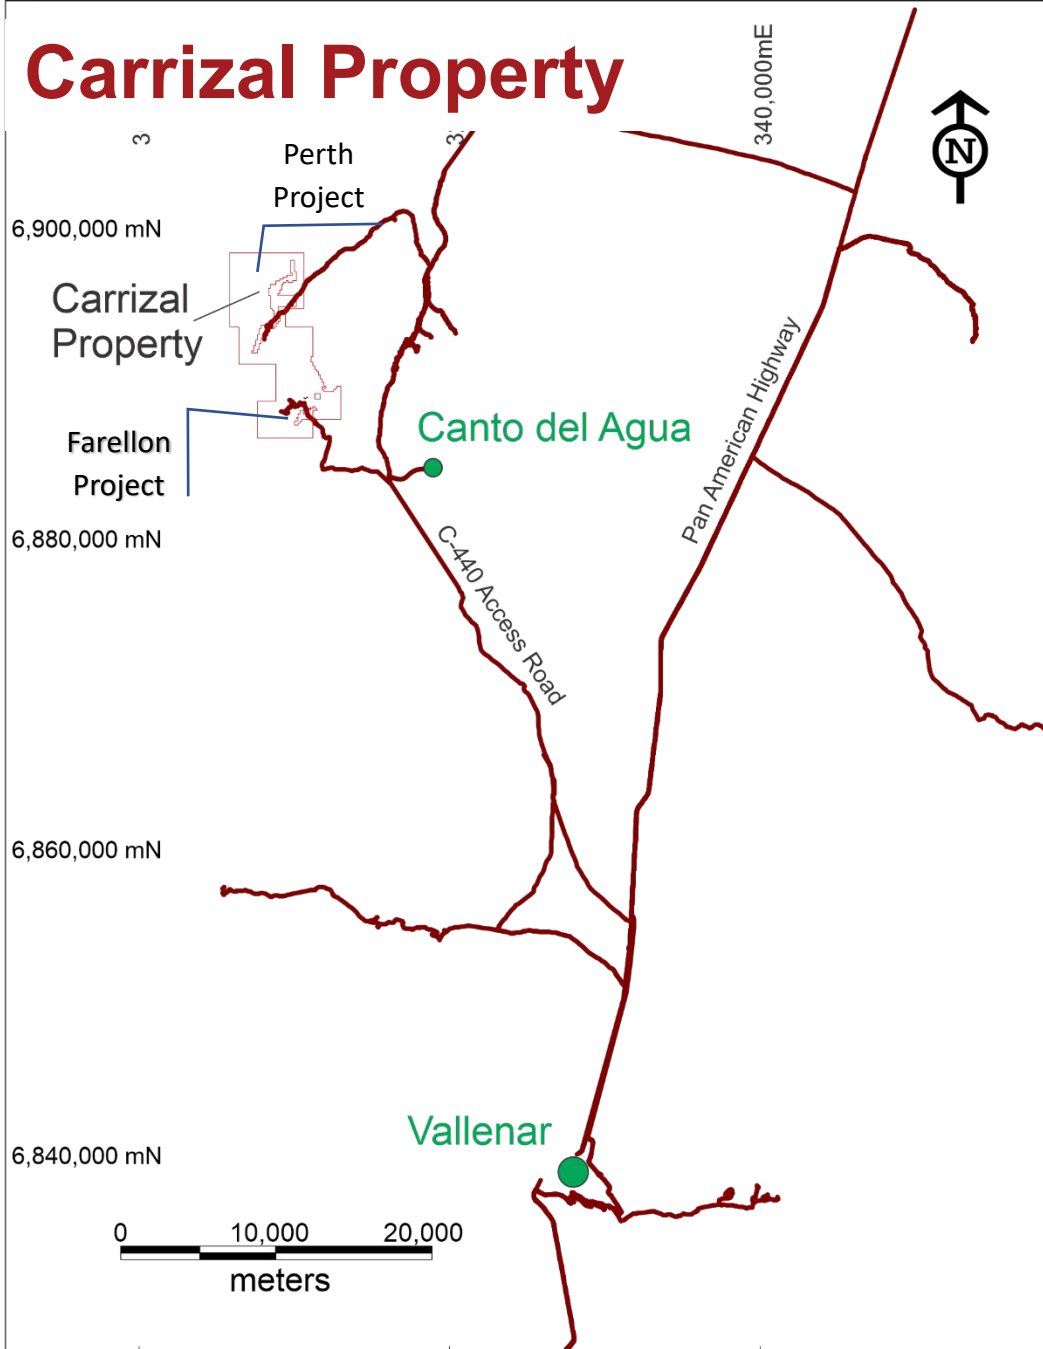 Carrizal Property
340,000mE
3
3
N
Perth
Project
6,900,000 mN
Carrizal
Property
Pan American Highway
Canto del Agua
Farellon
Project
6,880,000 mN
C-440 Access Road
6,860,000 mN
Vallenar
6,840,000 mN
0 10,000 20,000
meters